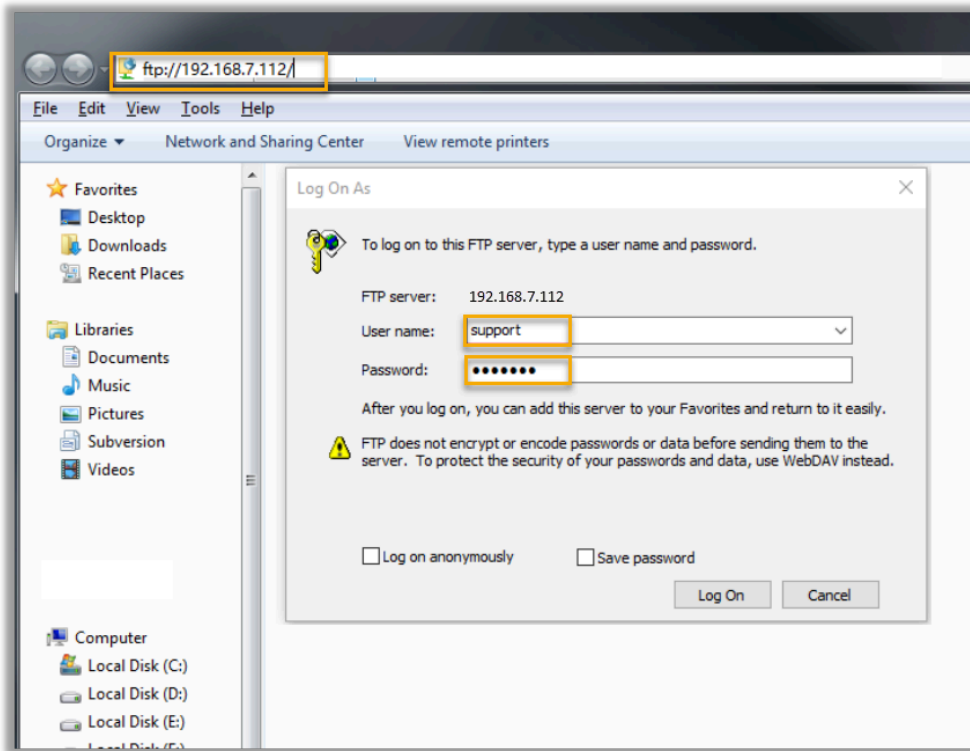 ftp://192.168.7.112/
File Edit View Tools Help
Organize Network and Sharing Center View remote printers
Favorites
Desktop
Downloads
Recent Places
Libraries
Documents
Music
Pictures
Subversion
Videos
Computer
Local Disk (C:)
Local Disk (D:)
Local Disk (E:)
Local Disk (F:)
Log On As
To log on to this FTP server, type a user name and password.
FTP server: 192.168.7.112
User name: support
Password: •••••••
After you log on, you can add this server to your Favorites and return to it easily.
FTP does not encrypt or encode passwords or data before sending them to the
server. To protect the security of your passwords and data, use WebDAV instead.
Log on anonymously Save password
Log On Cancel